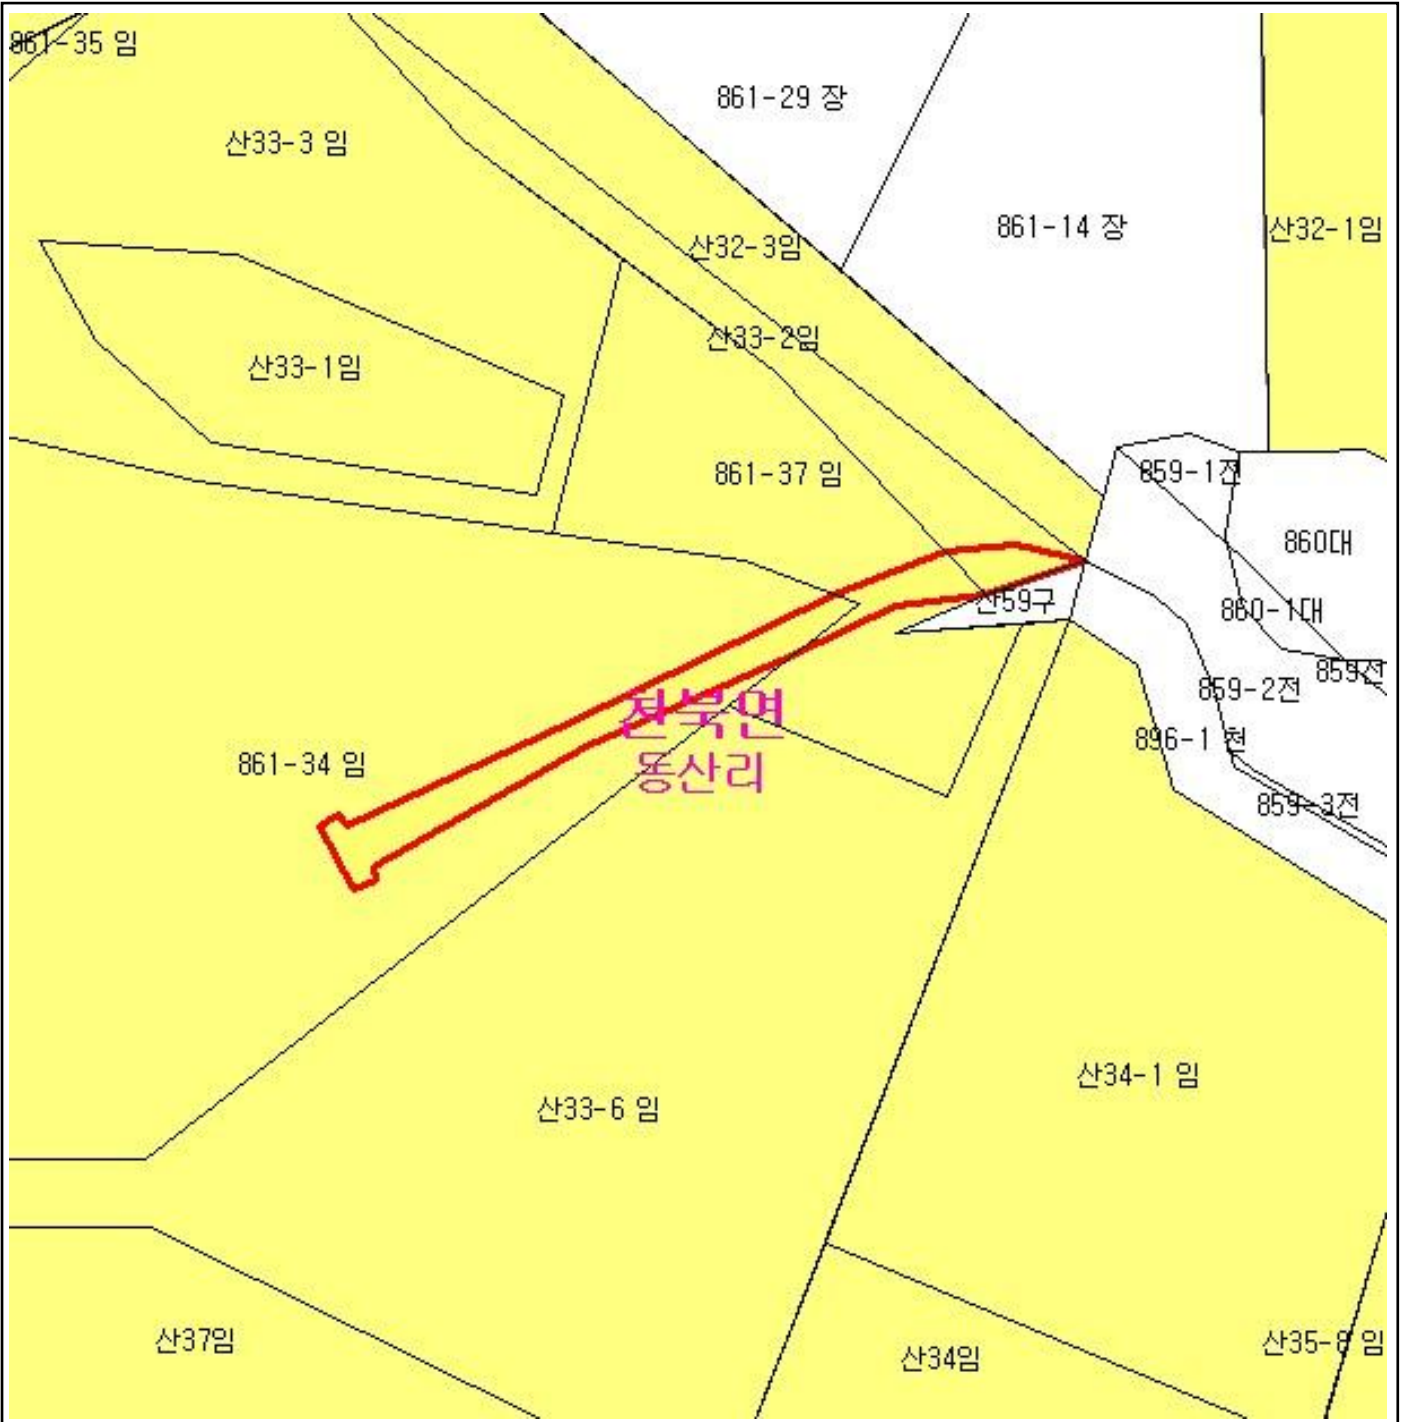 861-35 임
861-29 장
산33-3 임
861-14 장
산32-1임
산32-3임
산33-2임
산33-1임
861-37 임
859-1전
860대
산59구
860-1대
859전
859-2전
천북면
896-1 천
동산리
861-34 임
859-3전
산34-1 임
산33-6 임
산37임
산34임
산35-8 임